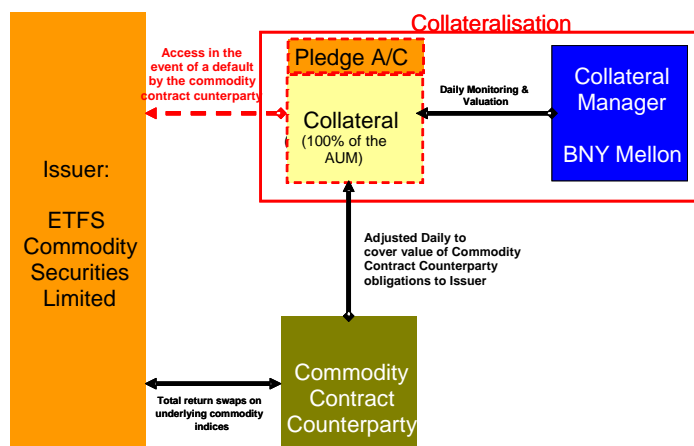 Collateralisation
Access in the
event of a default
by the commodity
contract cunterparty
Pledge A/C
Collateral
(100% of the
AUM)
Daily Monitoring &
Valuation
Collateral
Manager
BNY Mellon
Issuer:
ETFS
Commodity
Securities
Limited
Adjusted Daily to
cover value of Commodity
Contract Counterparty
obligations to Issuer
Total return swaps on
underlying commodity
indices
Commodity
Contract
Counterparty